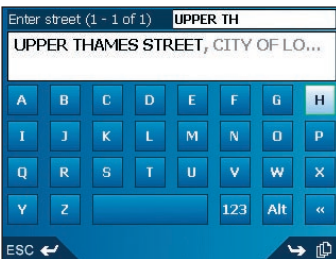 Enter street (1 - 1 of 1) UPPER TH
UPPER THAMES STREET, CITY OF LO...
A B C D E F G H
I J K L M N O P
Q R S T U V W X
Y Z 123 Alt «
ESC